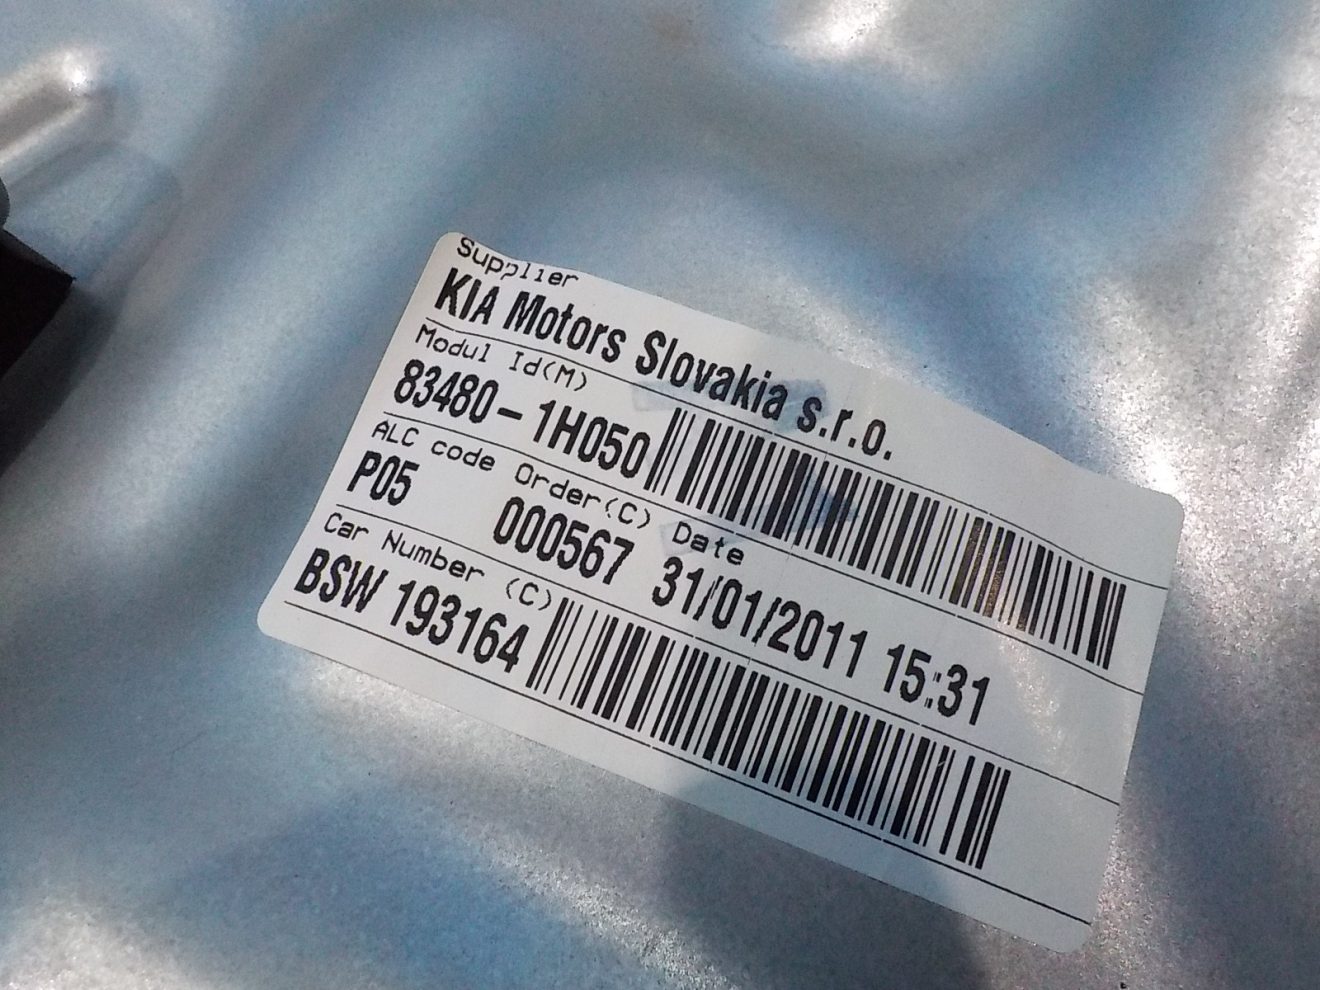 Supplier
KIA Motors Slovakia s.r.o.
Modul Id(M)
83480-1H050
ALC code Order(C) Date
P05 000567 31/01/2011 15:31
Car Number (C)
BSW 193164